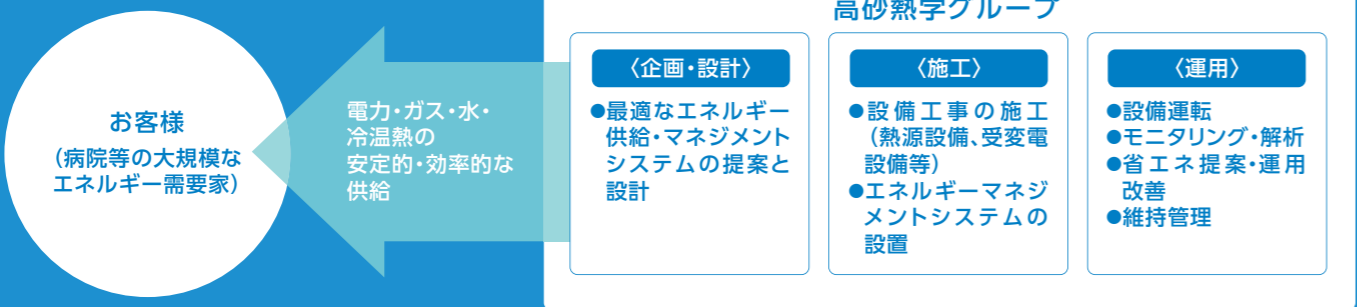 高砂熱学グループ
お客様
（病院等の大規模な
エネルギー需要家）
電力・ガス・水・
冷温熱の
安定的・効率的な
供給
〈企画・設計〉
●最適なエネルギー
供給・マネジメント
システムの提案と
設計
〈施工〉
●設備工事の施工
（熱源設備、受変電
設備等）
●エネルギーマネジ
メントシステムの
設置
〈運用〉
●設備運転
●モニタリング・解析
●省エネ提案・運用
改善
●維持管理